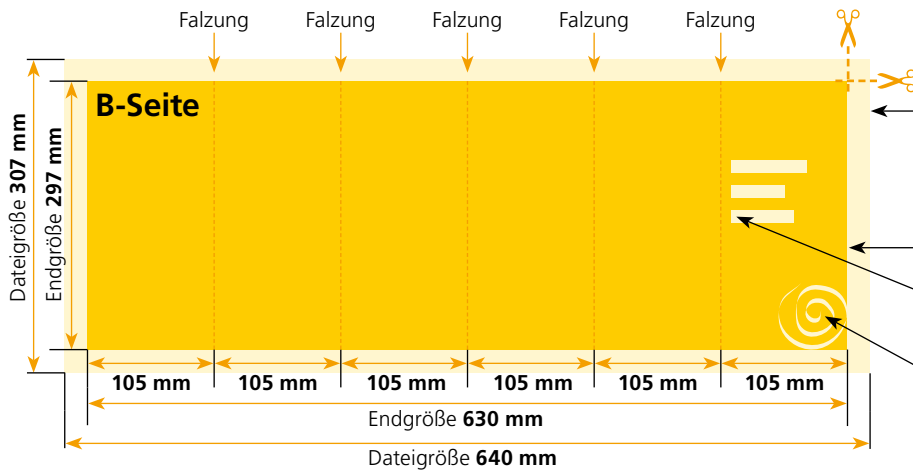 Falzung Falzung Falzung Falzung Falzung
B-Seite
Dateigröße 307 mm
Endgröße 297 mm
105 mm 105 mm 105 mm 105 mm 105 mm 105 mm
Endgröße 630 mm
Dateigröße 640 mm